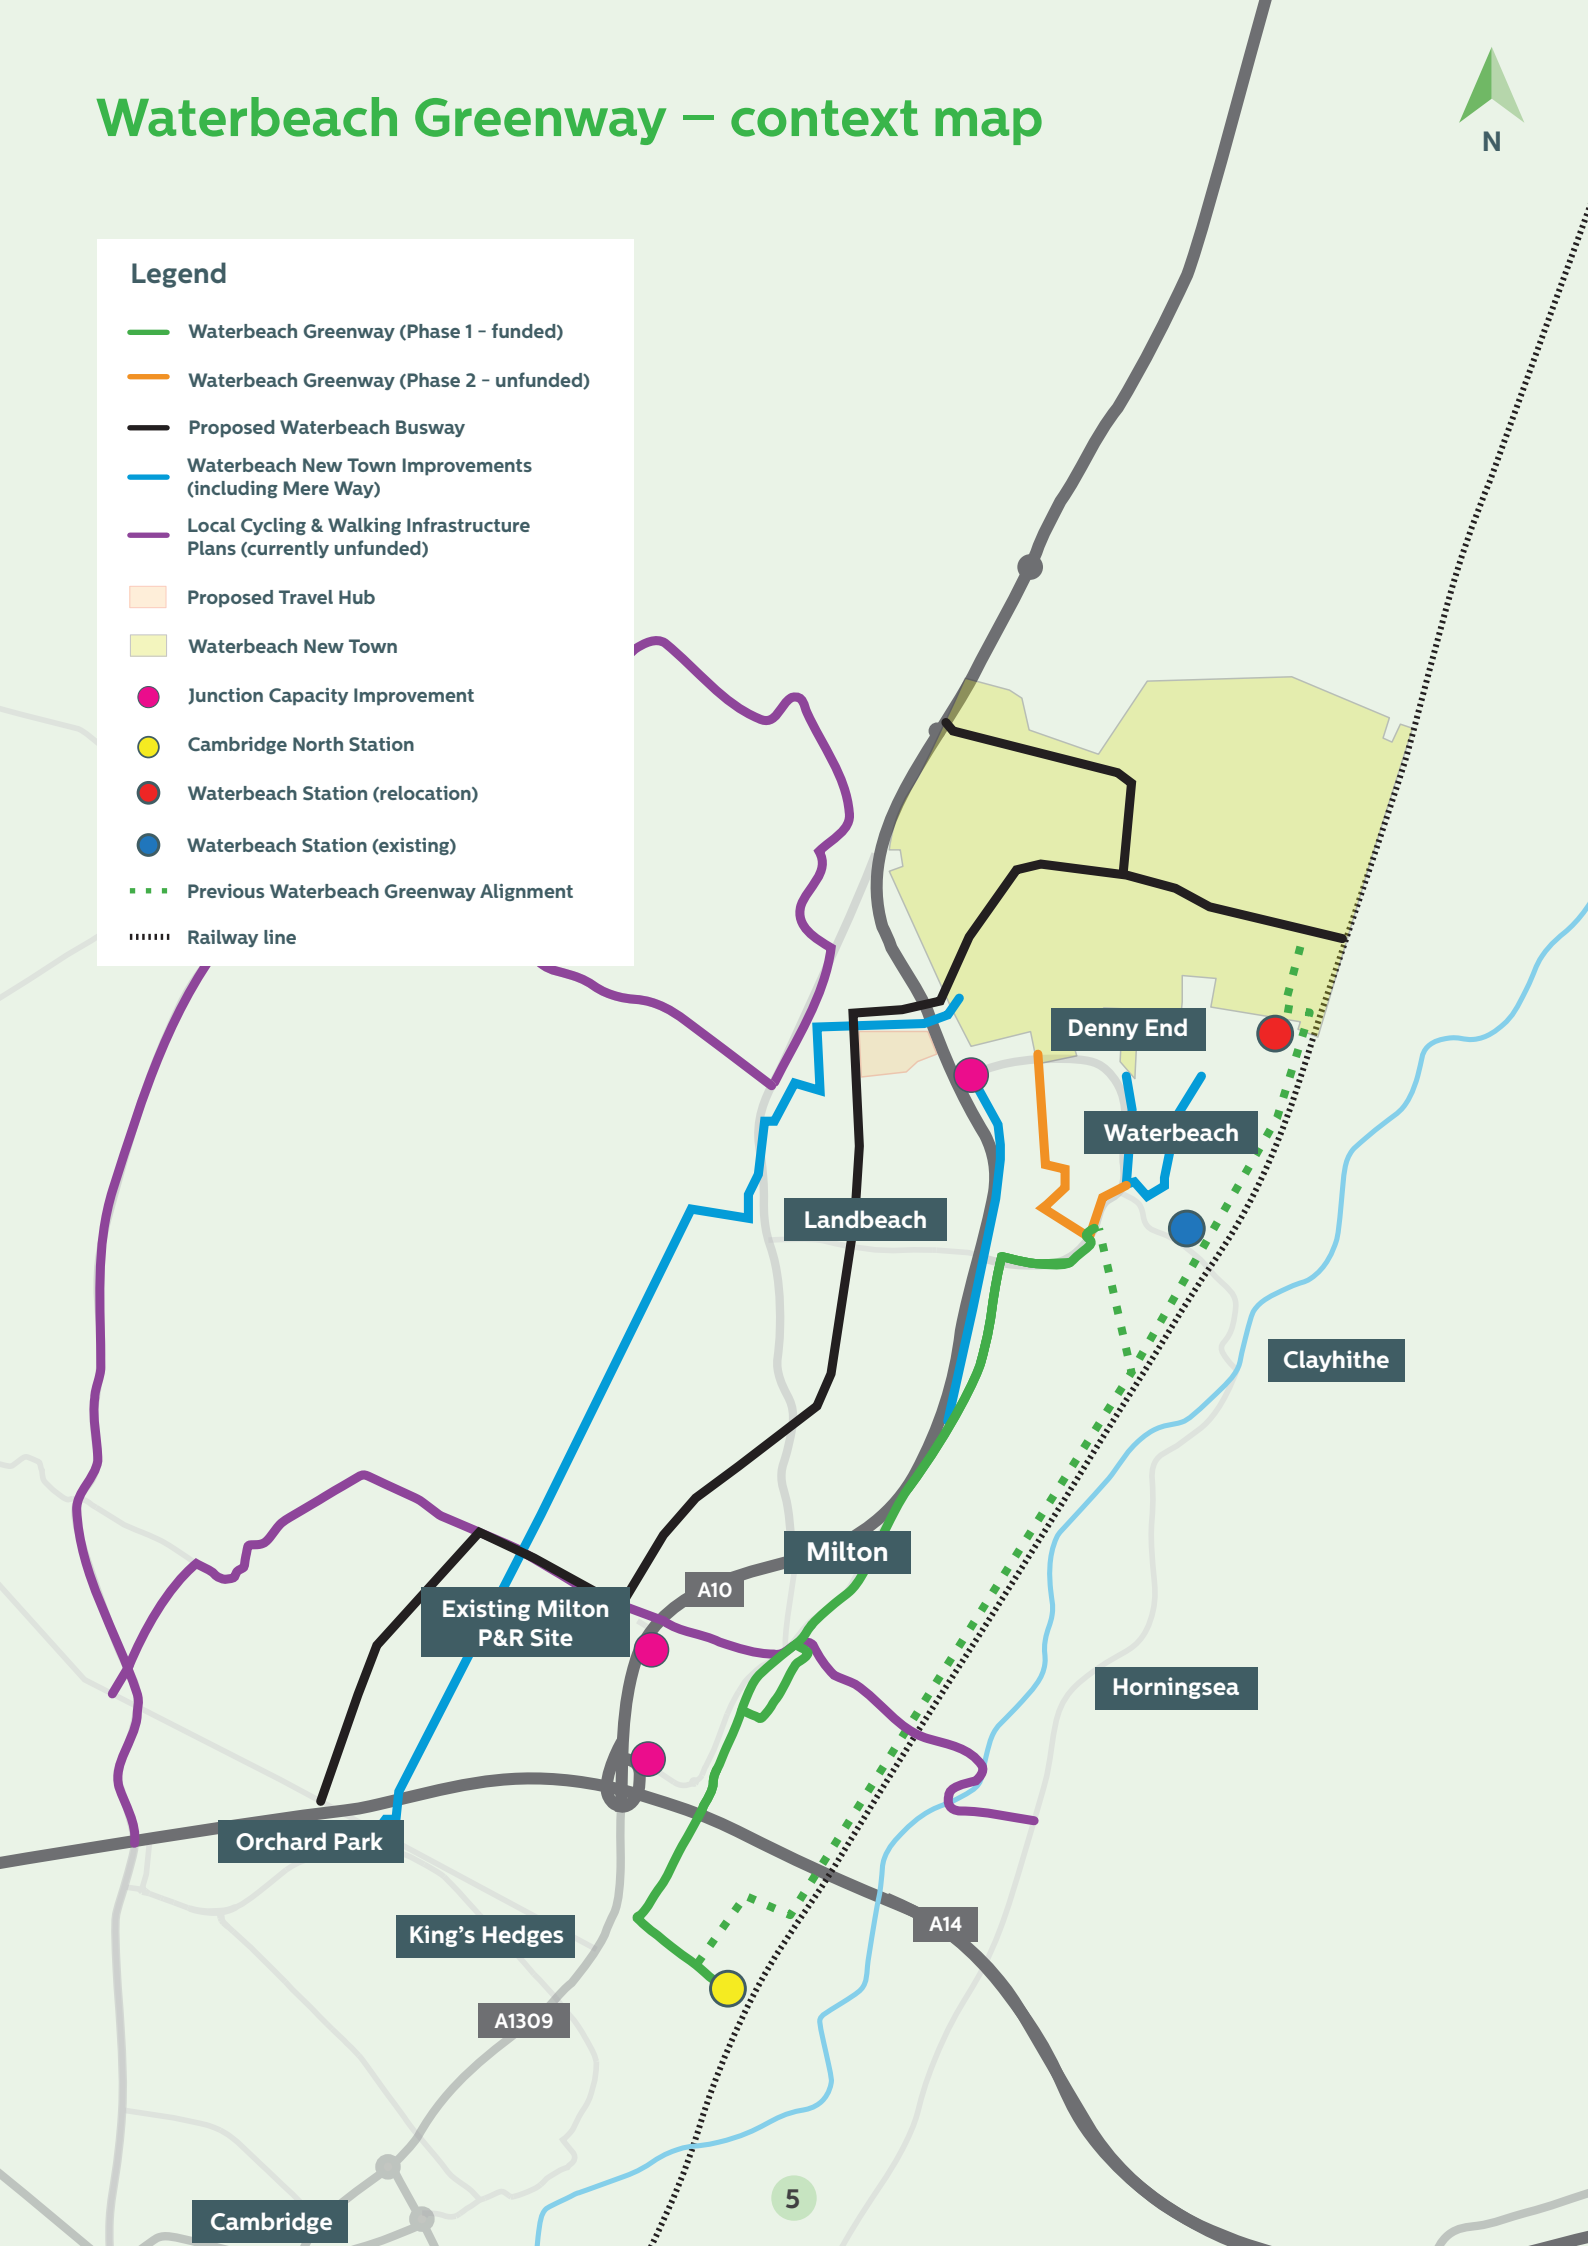 Waterbeach Greenway – context map
N
Legend
Waterbeach Greenway (Phase 1 - funded)
Waterbeach Greenway (Phase 2 - unfunded)
Proposed Waterbeach Busway
Waterbeach New Town Improvements
(including Mere Way)
Local Cycling & Walking Infrastructure
Plans (currently unfunded)
Proposed Travel Hub
Waterbeach New Town
Junction Capacity Improvement
Cambridge North Station
Waterbeach Station (relocation)
Waterbeach Station (existing)
Previous Waterbeach Greenway Alignment
Railway line
Denny End
Waterbeach
Landbeach
Clayhithe
Milton
A10
Existing Milton
P&R Site
Horningsea
Orchard Park
A14
King's Hedges
A1309
5
Cambridge